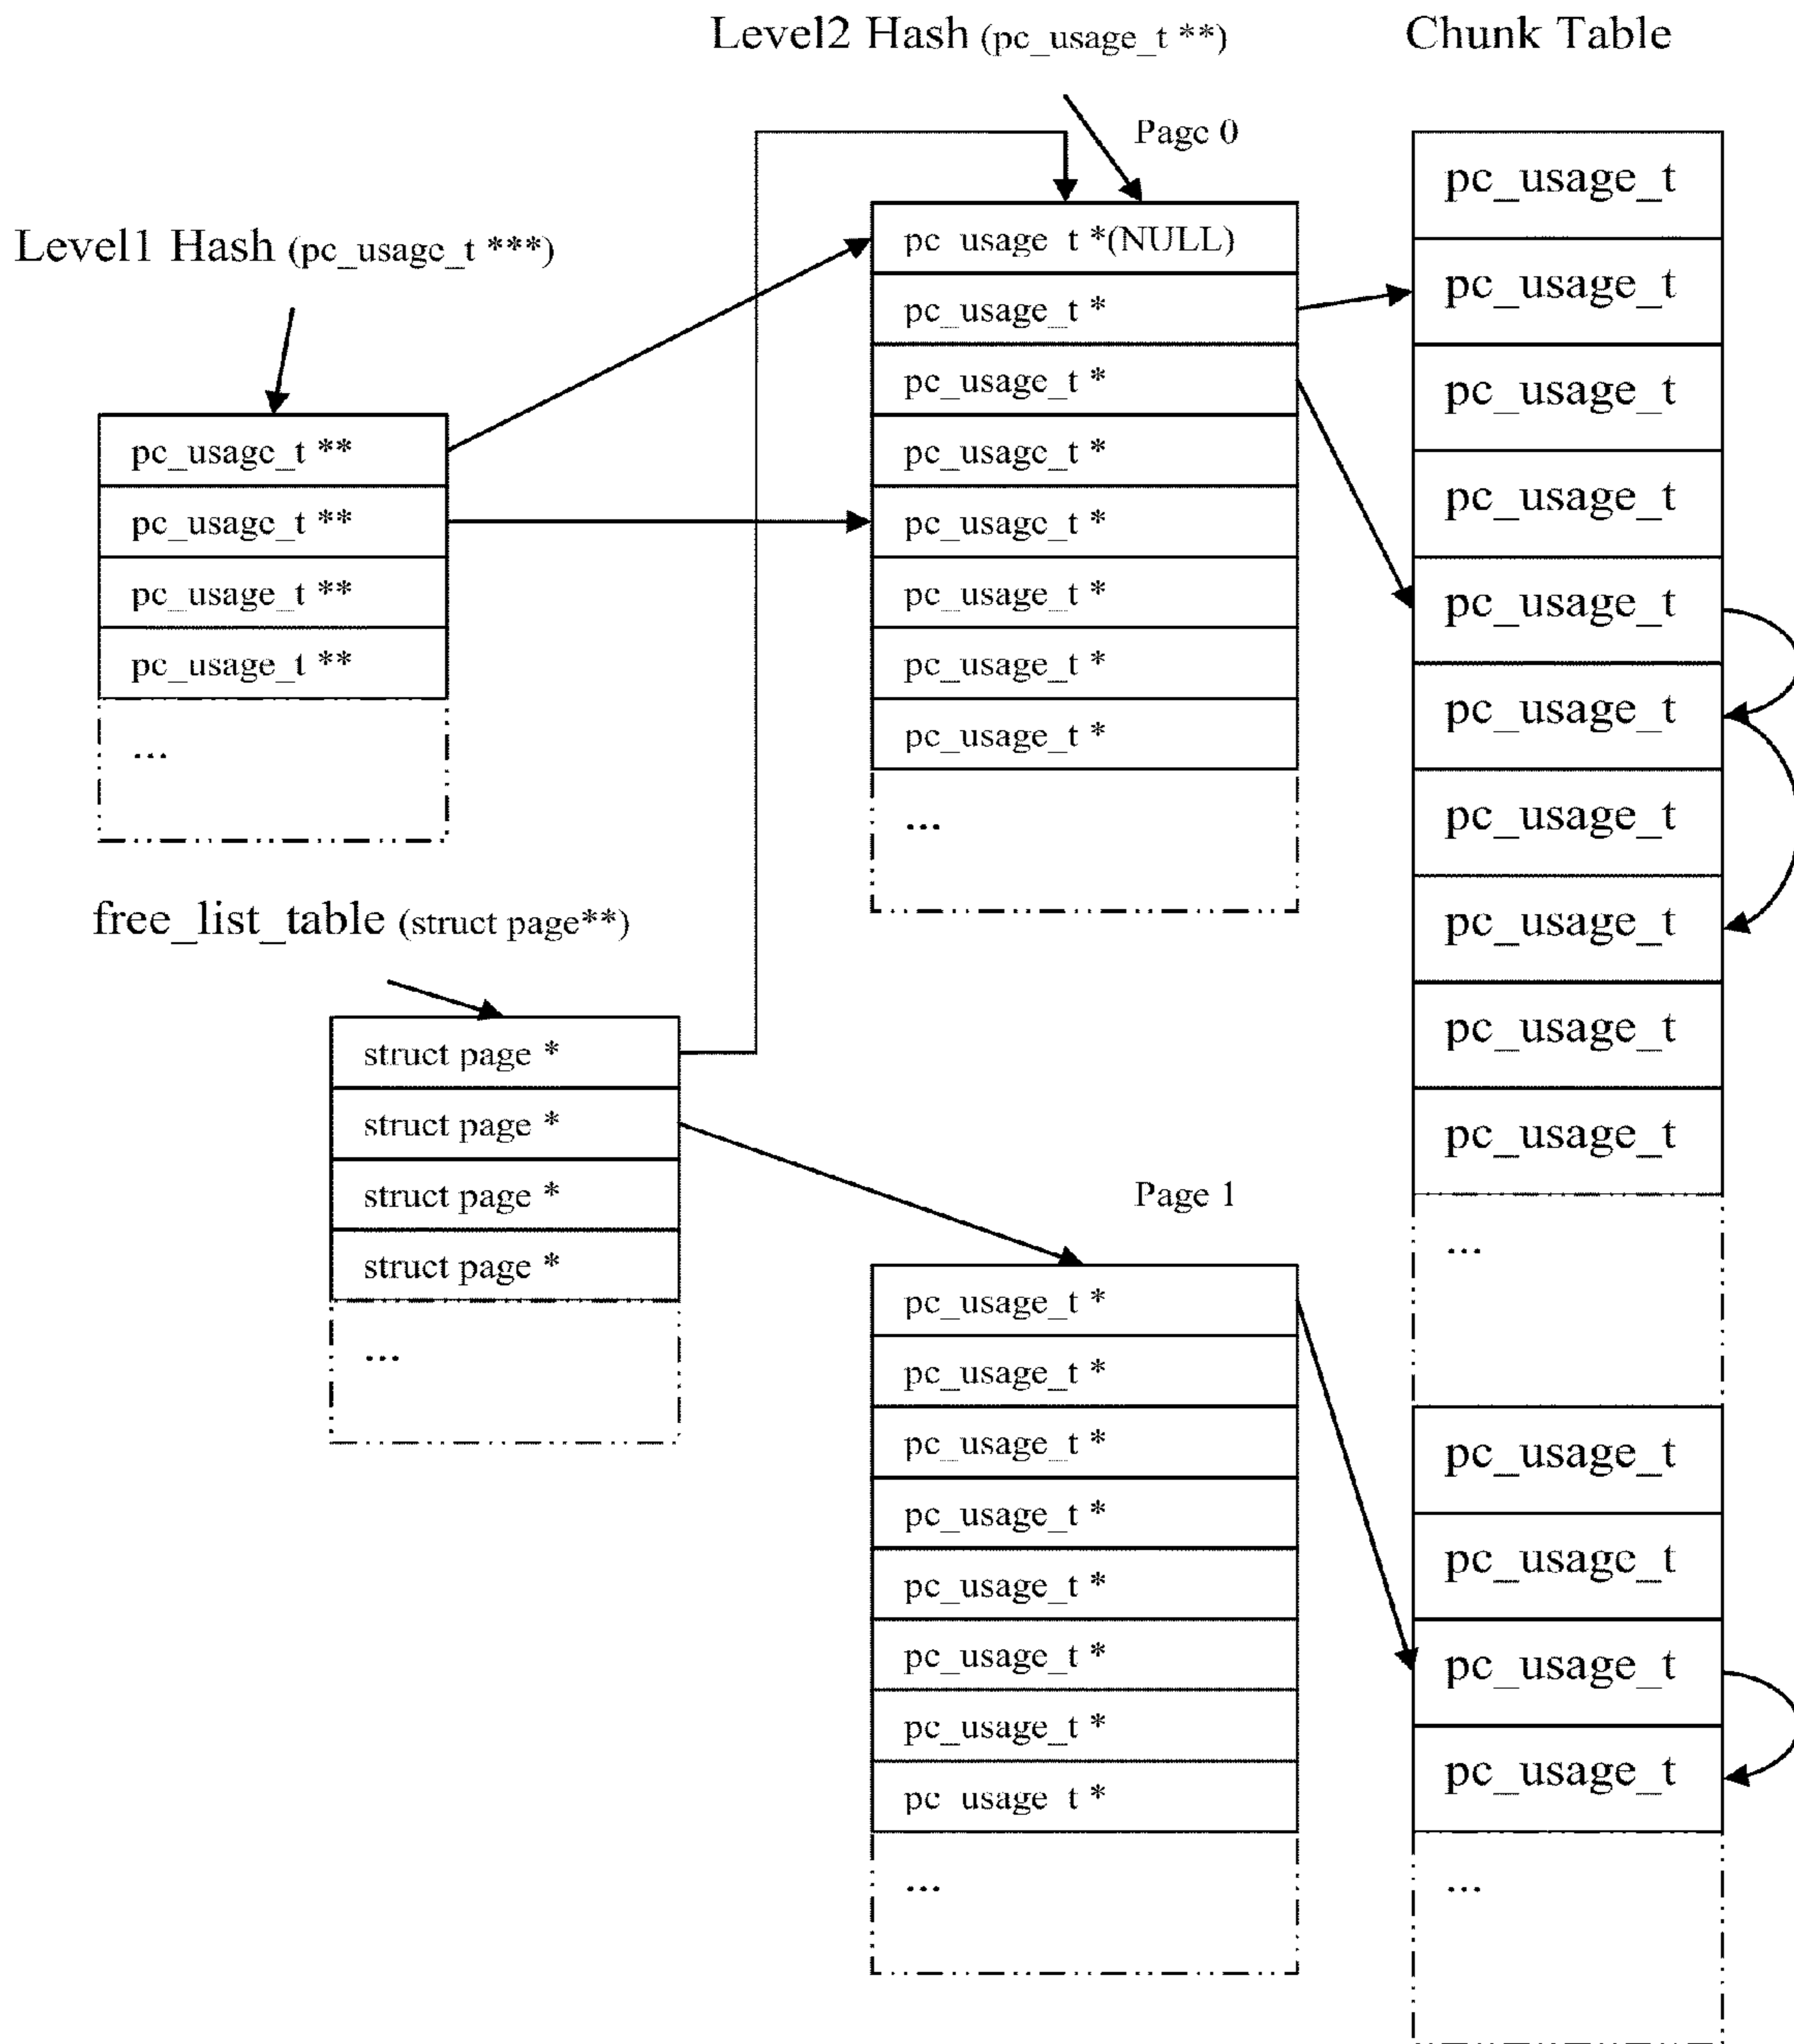 Level2 Hash (pc_usage_t **)
Chunk Table
Page 0
Level1 Hash (pc_usage_t ***)
pc_usage_t **
pc_usage_t **
pc_usage_t **
pc_usage_t **
...
pc_usage_t *(NULL)
pc_usage_t *
pc_usage_t *
pc_usage_t *
pc_usage_t *
pc_usage_t *
pc_usage_t *
pc_usage_t *
...
pc_usage_t
pc_usage_t
pc_usage_t
pc_usage_t
pc_usage_t
pc_usage_t
pc_usage_t
pc_usage_t
pc_usage_t
pc_usage_t
...
pc_usage_t
pc_usage_t
pc_usage_t
pc_usage_t
...
free_list_table (struct page**)
struct page *
struct page *
struct page *
struct page *
...
Page 1
pc_usage_t *
pc_usage_t *
pc_usage_t *
pc_usage_t *
pc_usage_t *
pc_usage_t *
pc_usage_t *
pc_usage_t *
...